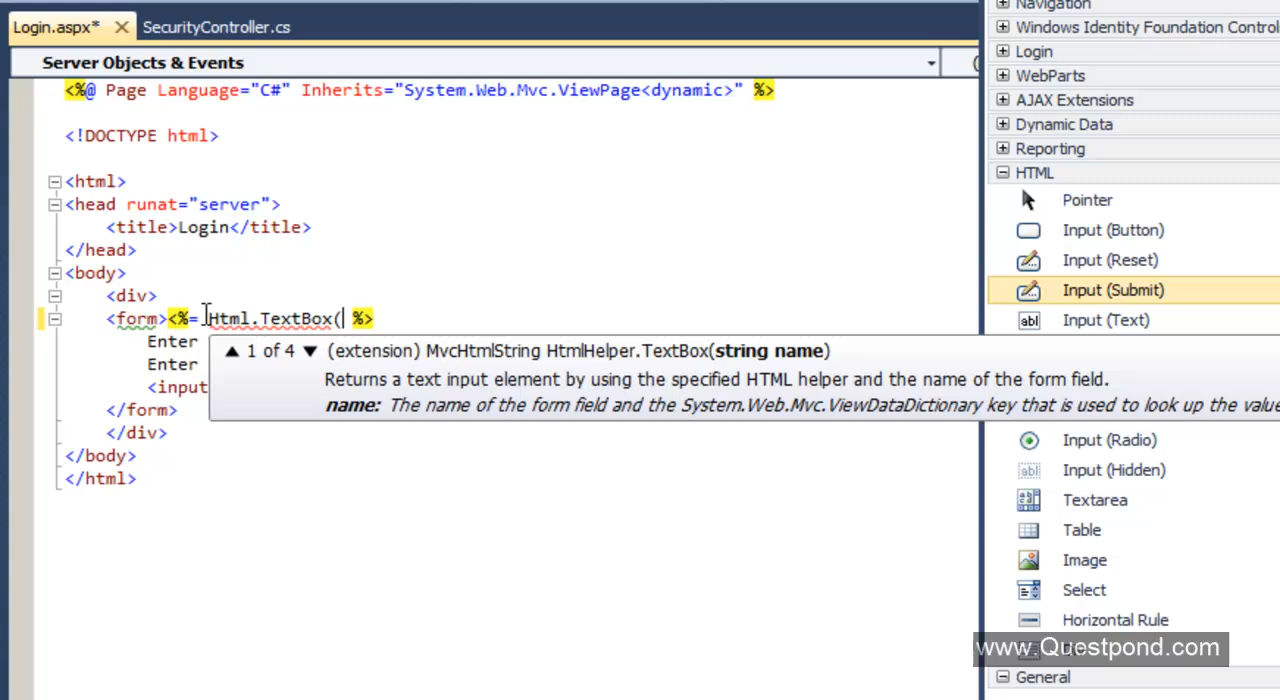 Navigation
Login.aspx* SecurityController.cs
Windows Identity Foundation Control
Login
Server Objects & Events
WebParts
<%@ Page Language="C#" Inherits="System.Web.Mvc.ViewPage<dynamic>" %>
AJAX Extensions
Dynamic Data
<!DOCTYPE html>
Reporting
HTML
<html>
<head runat="server">
<title>Login</title>
</head>
<body>
<div>
<form><%= Html.TextBox( %>
Enter
Enter
<input
</form>
</div>
</body>
</html>
1 of 4 (extension) MvcHtmlString HtmlHelper.TextBox(string name)
Returns a text input element by using the specified HTML helper and the name of the form field.
name: The name of the form field and the System.Web.Mvc.ViewDataDictionary key that is used to look up the value
Pointer
Input (Button)
Input (Reset)
Input (Submit)
abl Input (Text)
Input (Radio)
abl Input (Hidden)
Textarea
Table
Image
Select
Horizontal Rule
www.Questpond.com
General